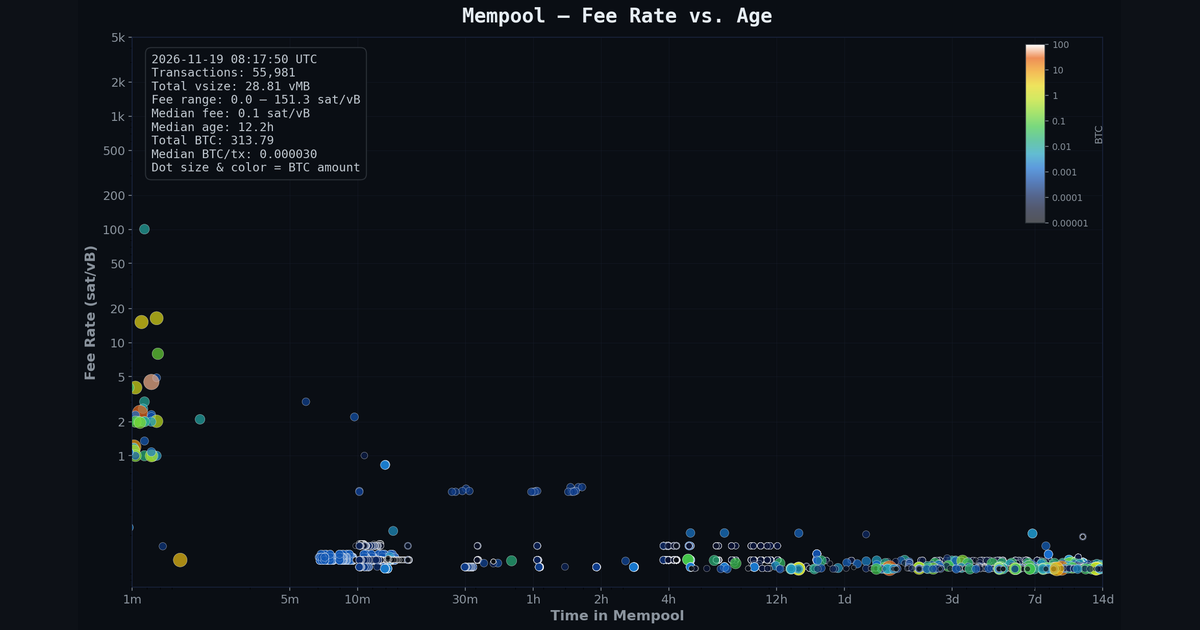 Mempool — Fee Rate vs. Age
2026-11-19 08:17:50 UTC
Transactions: 55,981
Total vsize: 28.81 vMB
Fee range: 0.0 — 151.3 sat/vB
Median fee: 0.1 sat/vB
Median age: 12.2h
Total BTC: 313.79
Median BTC/tx: 0.000030
Dot size & color = BTC amount
100
10
1
0.1
0.01
0.001
0.0001
0.00001
BTC
Fee Rate (sat/vB)
5k
2k
1k
500
200
100
50
20
10
5
2
1
1m
5m
10m
30m
1h
2h
4h
12h
1d
3d
7d
14d
Time in Mempool